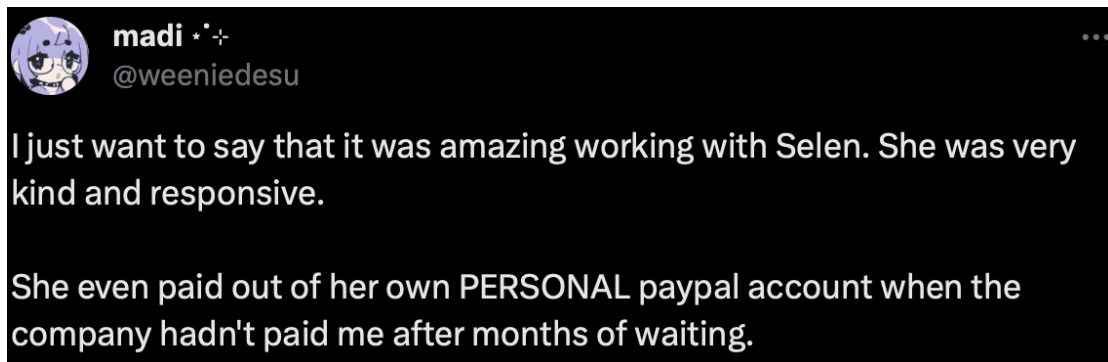 madi ⋆˙⊹
@weeniedesu
I just want to say that it was amazing working with Selen. She was very
kind and responsive.
She even paid out of her own PERSONAL paypal account when the
company hadn't paid me after months of waiting.